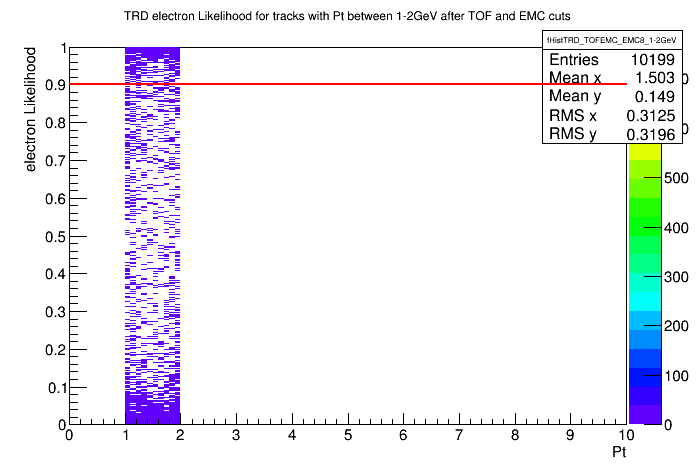 TRD electron Likelihood for tracks with Pt between 1-2GeV after TOF and EMC cuts
fHistTRD_TOFEMC_EMC8_1-2GeV
Entries 10199
Mean x 1.503
Mean y 0.149
RMS x 0.3125
RMS y 0.3196
electron Likelihood
1
0.9
0.8
0.7
0.6
0.5
0.4
0.3
0.2
0.1
0
0 1 2 3 4 5 6 7 8 9 10
Pt
500
400
300
200
100
0